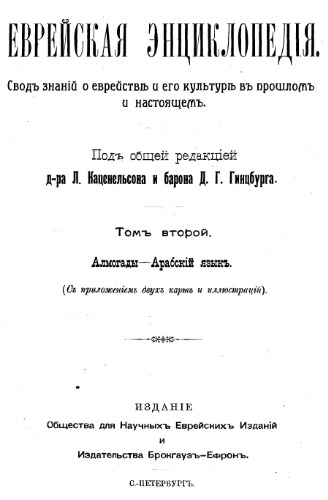 ЕВРЕЙСКАЯ ЭНЦИКЛОПЕДІЯ.
Сводъ знаній о еврействѣ и его культурѣ въ прошломъ
и настоящемъ.
Подъ общей редакціей
д-ра Л. Каценельсона и барона Д. Г. Гинцбурга.
Томъ второй.
Алмогады—Арабскій языкъ.
(Съ приложеніемъ двухъ картъ и иллюстрацій).
ИЗДАНІЕ
Общества для Научныхъ Еврейскихъ Изданій
и
Издательства Брокгаузъ-Ефронъ.
С.-ПЕТЕРБУРГЪ.